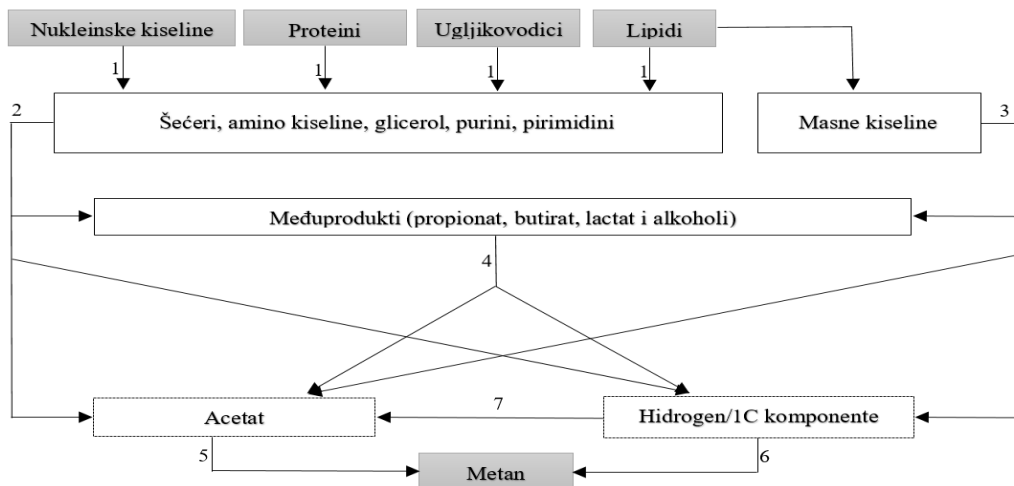 Nukleinske kiseline Proteini Ugljikovodici Lipidi
1 1 1 1
2 Šećeri, amino kiseline, glicerol, purini, pirimidini Masne kiseline 3
Međuprodukti (propionat, butirat, lactat i alkoholi)
4
Acetat 7 Hidrogen/1C komponente
5 6
Metan